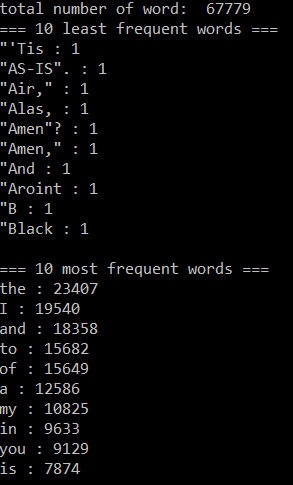 total number of word:  67779
=== 10 least frequent words ===
"'Tis : 1
"AS-IS". : 1
"Air," : 1
"Alas, : 1
"Amen"? : 1
"Amen," : 1
"And : 1
"Aroint : 1
"B : 1
"Black : 1
=== 10 most frequent words ===
the : 23407
I : 19540
and : 18358
to : 15682
of : 15649
a : 12586
my : 10825
in : 9633
you : 9129
is : 7874